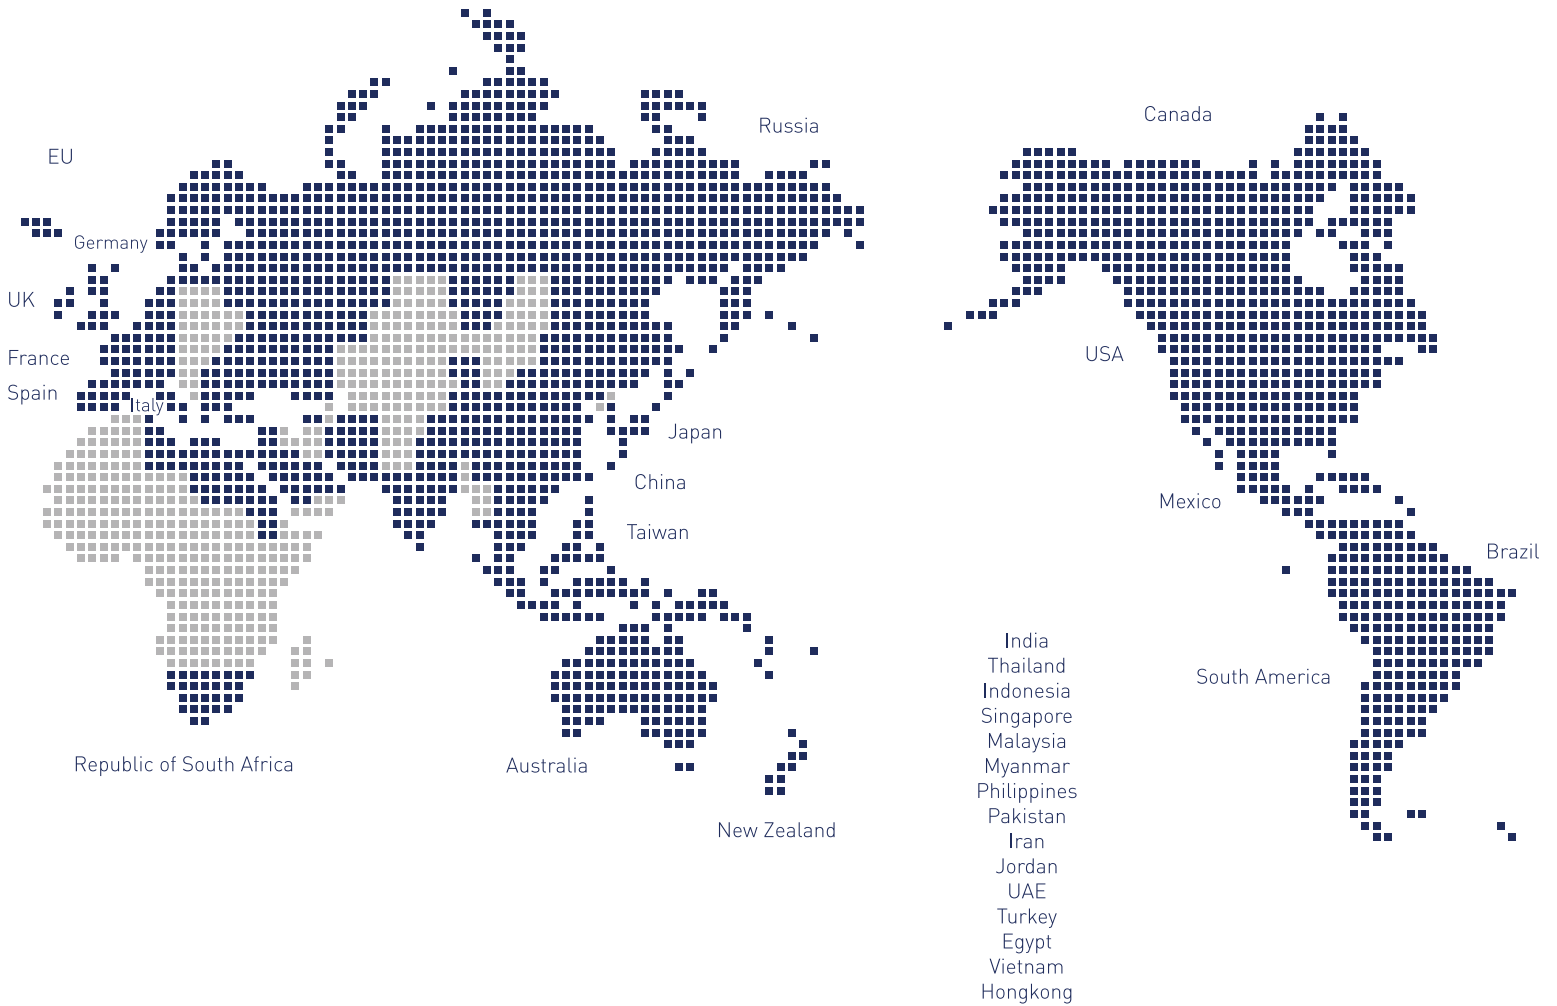 Canada
Russia
EU
Germany
UK
USA
France
Spain
Italy
Japan
China
Mexico
Taiwan
Brazil
India
Thailand
South America
Indonesia
Singapore
Malaysia
Republic of South Africa
Australia
Myanmar
Philippines
Pakistan
New Zealand
Iran
Jordan
UAE
Turkey
Egypt
Vietnam
Hongkong